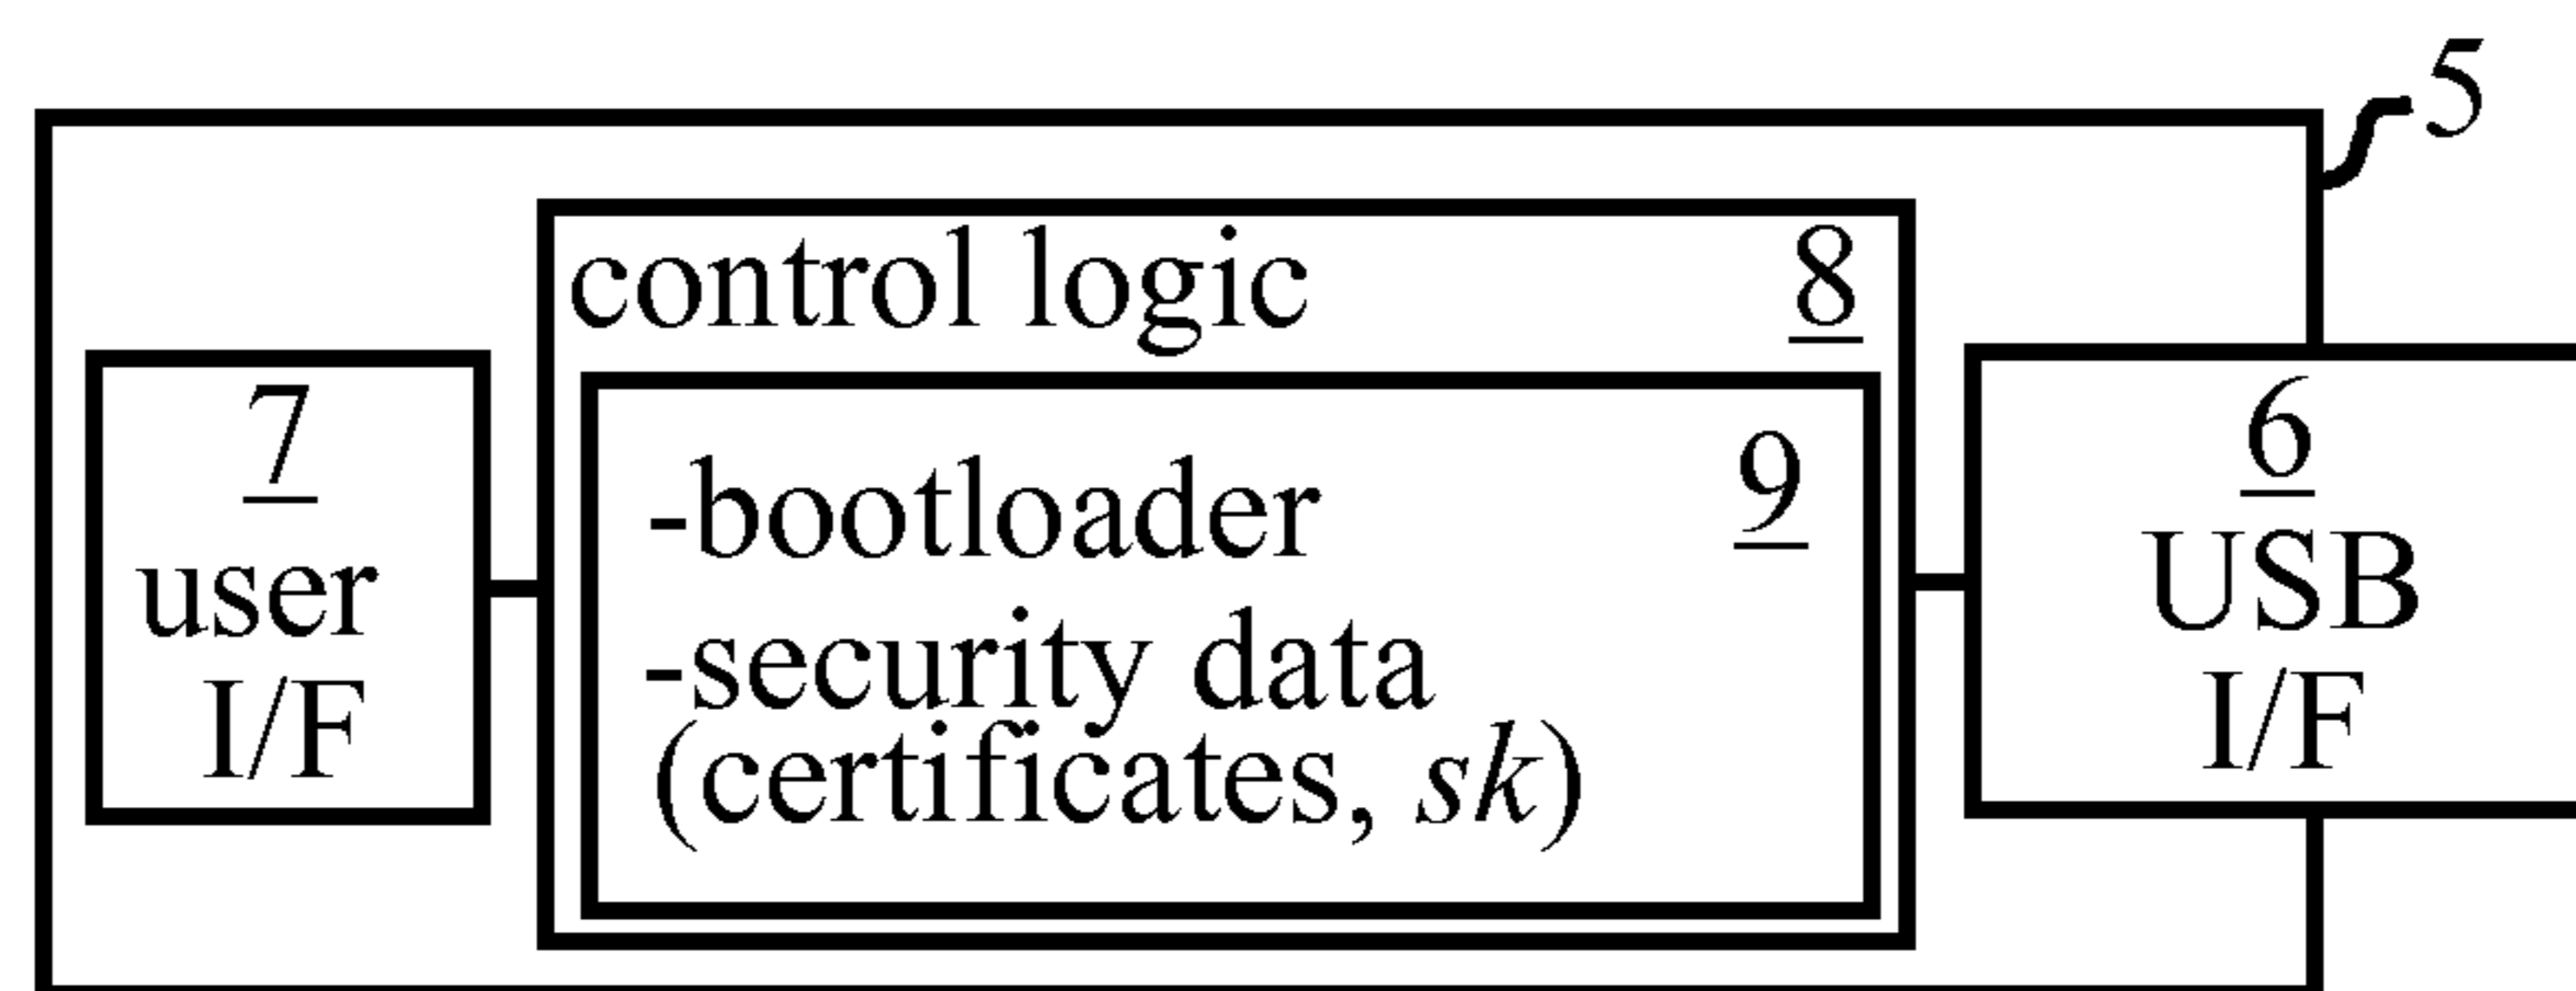 5
control logic 8
7
user
I/F
-bootloader 9
-security data
(certificates, sk)
6
USB
I/F